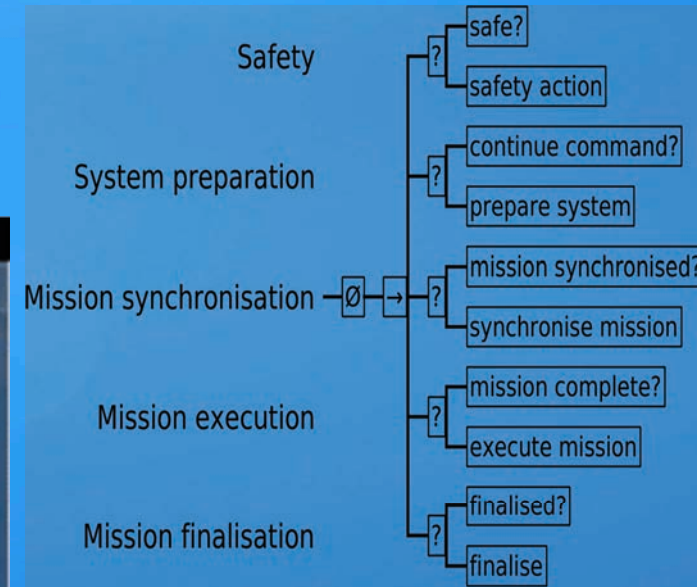 Safety
?
safe?
safety action
System preparation
?
continue command?
prepare system
Mission synchronisation
Ø
→
?
mission synchronised?
synchronise mission
Mission execution
?
mission complete?
execute mission
Mission finalisation
?
finalised?
finalise